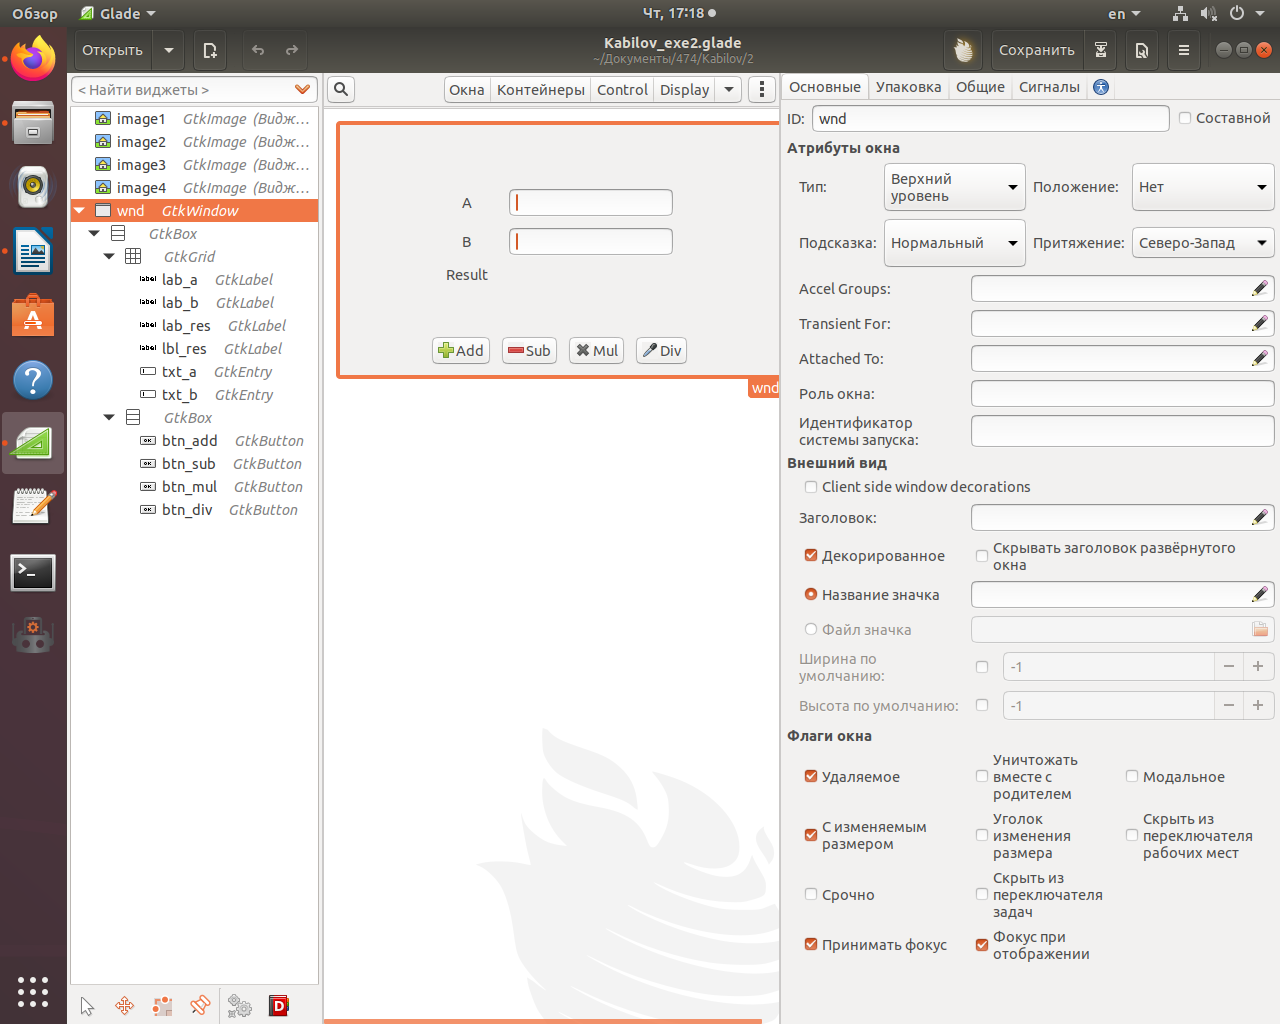 Обзор
Glade
Чт, 17:18
en
Открыть
Kabilov_exe2.glade
~/Документы/474/Kabilov/2
Сохранить
< Найти виджеты >
image1 GtkImage (Видж…
image2 GtkImage (Видж…
image3 GtkImage (Видж…
image4 GtkImage (Видж…
wnd GtkWindow
GtkBox
GtkGrid
lab_a GtkLabel
lab_b GtkLabel
lab_res GtkLabel
lbl_res GtkLabel
txt_a GtkEntry
txt_b GtkEntry
GtkBox
btn_add GtkButton
btn_sub GtkButton
btn_mul GtkButton
btn_div GtkButton
Окна Контейнеры Control Display
A
B
Result
Add Sub Mul Div
wnd
Основные Упаковка Общие Сигналы
ID: wnd Составной
Атрибуты окна
Тип: Верхний уровень Положение: Нет
Подсказка: Нормальный Притяжение: Северо-Запад
Accel Groups:
Transient For:
Attached To:
Роль окна:
Идентификатор
системы запуска:
Внешний вид
Client side window decorations
Заголовок:
Декорированное
Скрывать заголовок развёрнутого
окна
Название значка
Файл значка
Ширина по
умолчанию:
-1
Высота по умолчанию: -1
Флаги окна
Удаляемое
Уничтожать
вместе с
родителем
Модальное
С изменяемым
размером
Уголок
изменения
размера
Скрыть из
переключателя
рабочих мест
Срочно
Скрыть из
переключателя
задач
Принимать фокус
Фокус при
отображении